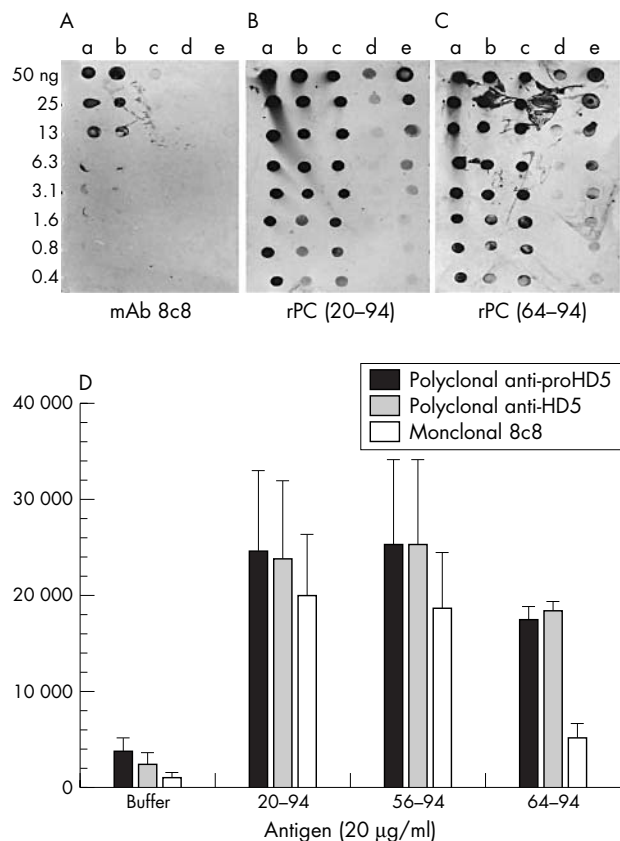 A B C
a b c d e a b c d e a b c d e
50 ng
25
13
6.3
3.1
1.6
0.8
0.4
mAb 8c8 rPC (20–94) rPC (64–94)
D
Polyclonal anti-proHD5
Polyclonal anti-HD5
Monclonal 8c8
40 000
30 000
20 000
10 000
0
Buffer 20–94 56–94 64–94
Antigen (20 µg/ml)